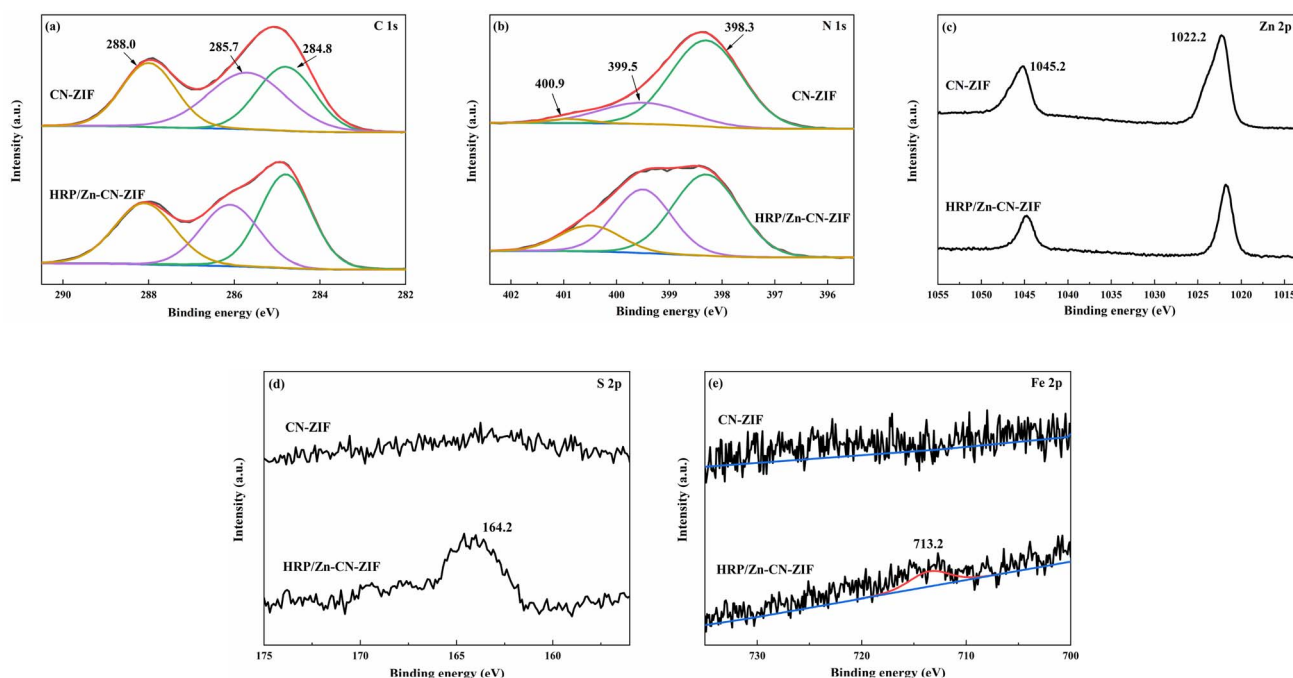 (a)
C 1s
288.0
285.7
284.8
CN-ZIF
HRP/Zn-CN-ZIF
Intensity (a.u.)
290 288 286 284 282
Binding energy (eV)
(b)
N 1s
398.3
399.5
400.9
CN-ZIF
HRP/Zn-CN-ZIF
Intensity (a.u.)
402 401 400 399 398 397 396
Binding energy (eV)
(c)
Zn 2p
1022.2
1045.2
CN-ZIF
HRP/Zn-CN-ZIF
Intensity (a.u.)
1055 1050 1045 1040 1035 1030 1025 1020 1015
Binding energy (eV)
(d)
S 2p
CN-ZIF
164.2
HRP/Zn-CN-ZIF
Intensity (a.u.)
175 170 165 160
Binding energy (eV)
(e)
Fe 2p
CN-ZIF
713.2
HRP/Zn-CN-ZIF
Intensity (a.u.)
730 720 710 700
Binding energy (eV)